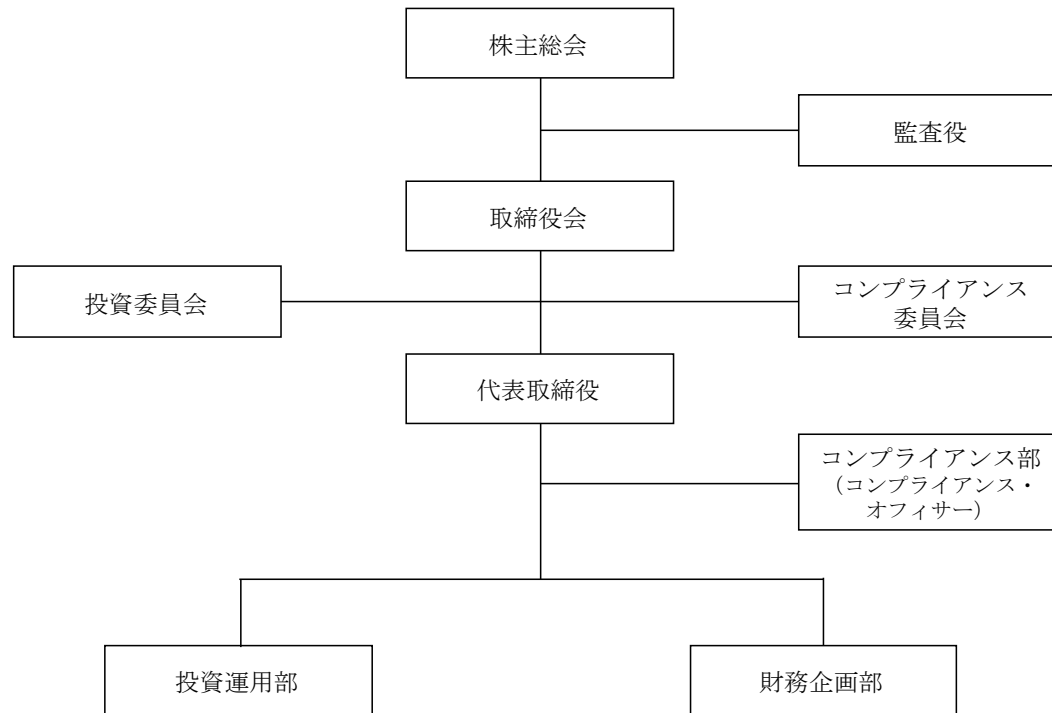 株主総会
監査役
取締役会
投資委員会
コンプライアンス
委員会
代表取締役
コンプライアンス部
(コンプライアンス・
オフィサー)
投資運用部
財務企画部